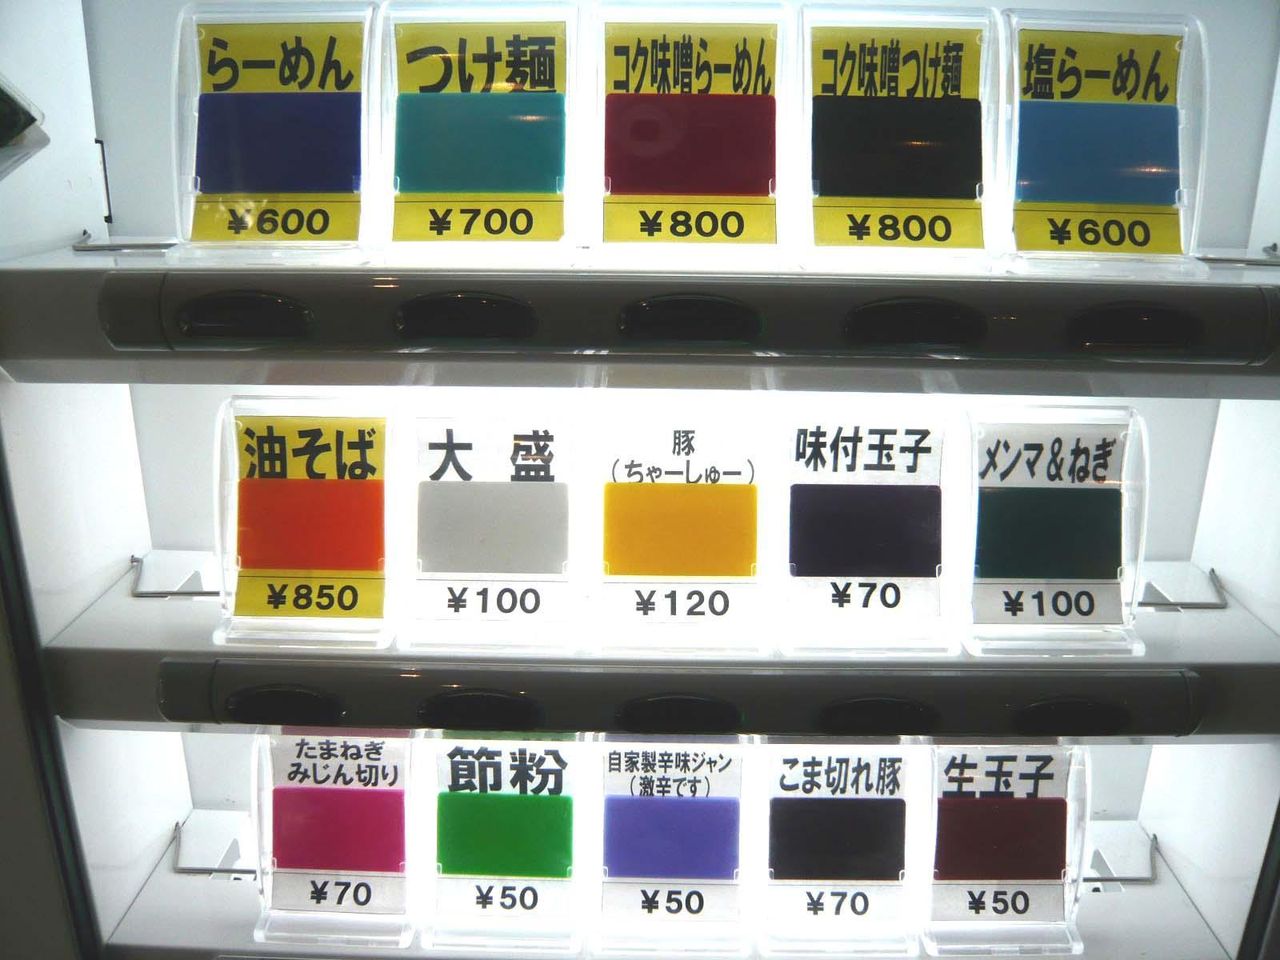 らーめん
¥600
つけ麺
¥700
コク味噌らーめん
¥800
コク味噌つけ麺
¥800
塩らーめん
¥600
油そば
¥850
大 盛
¥100
豚
(ちゃーしゅー)
¥120
味付玉子
¥70
メンマ&ねぎ
¥100
たまねぎ
みじん切り
¥70
節粉
¥50
自家製辛味ジャン
(激辛です)
¥50
こま切れ豚
¥70
生玉子
¥50